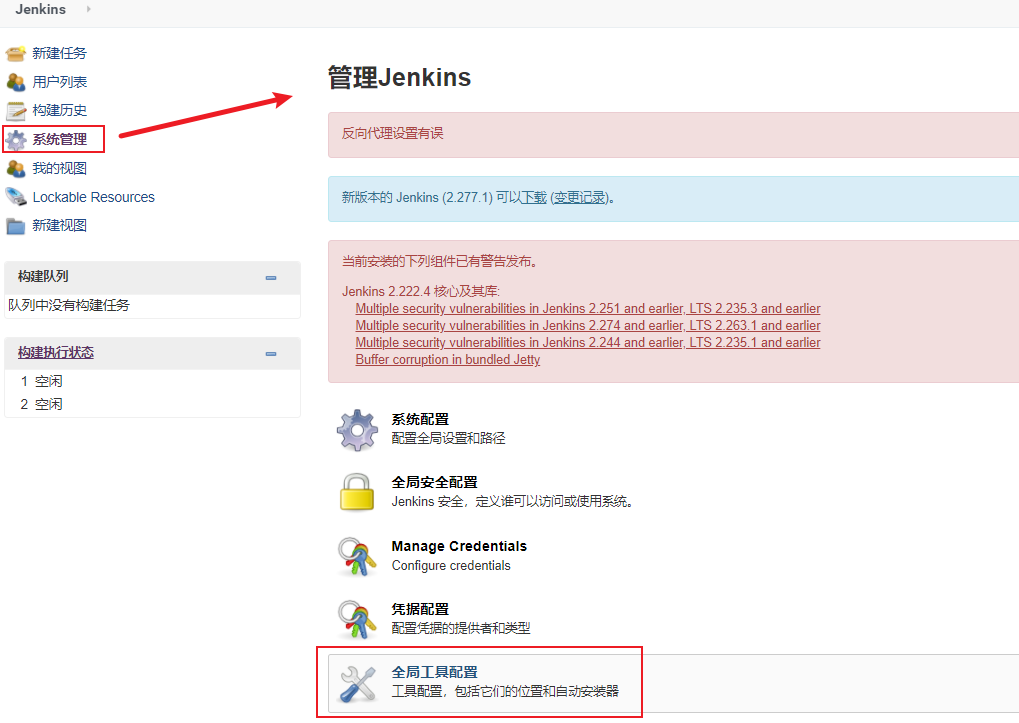 Jenkins
新建任务
用户列表
构建历史
系统管理
我的视图
Lockable Resources
新建视图
构建队列
队列中没有构建任务
构建执行状态
1 空闲
2 空闲
管理Jenkins
反向代理设置有误
新版本的 Jenkins (2.277.1) 可以下载 (变更记录)。
当前安装的下列组件已有警告发布。
Jenkins 2.222.4 核心及其库:
Multiple security vulnerabilities in Jenkins 2.251 and earlier, LTS 2.235.3 and earlier
Multiple security vulnerabilities in Jenkins 2.274 and earlier, LTS 2.263.1 and earlier
Multiple security vulnerabilities in Jenkins 2.244 and earlier, LTS 2.235.1 and earlier
Buffer corruption in bundled Jetty
系统配置
配置全局设置和路径
全局安全配置
Jenkins 安全，定义谁可以访问或使用系统。
Manage Credentials
Configure credentials
凭据配置
配置凭据的提供者和类型
全局工具配置
工具配置，包括它们的位置和自动安装器